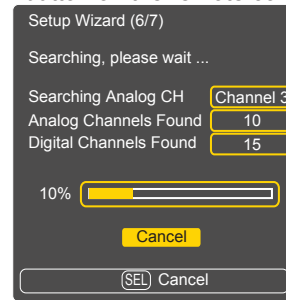 Setup Wizard (6/7)
Searching, please wait ...
Searching Analog CH Channel 3
Analog Channels Found 10
Digital Channels Found 15
10%
Cancel
SEL Cancel